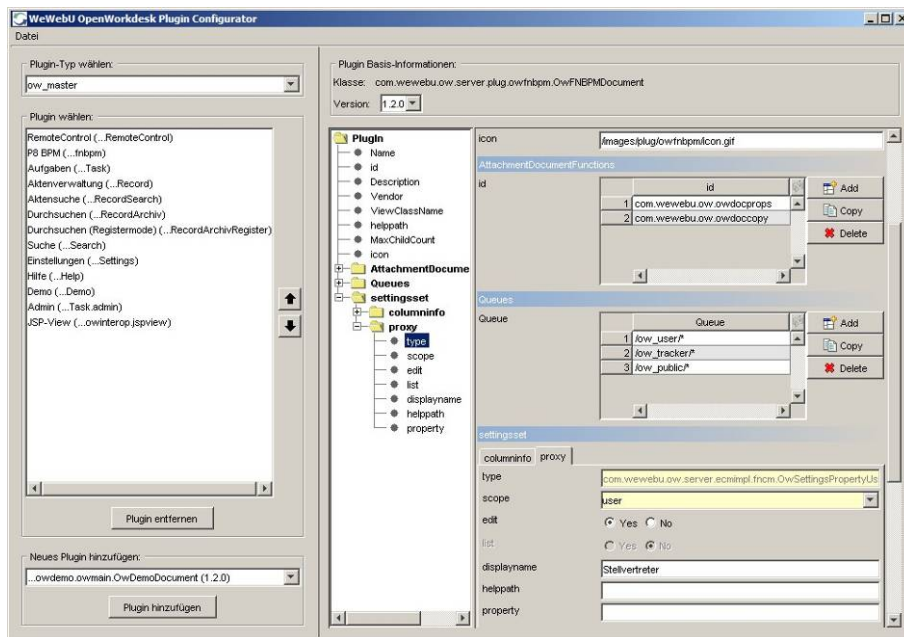 WeWebU OpenWorkdesk Plugin Configurator
Datei
Plugin-Typ wählen:
ow_master
Plugin wählen:
RemoteControl (...RemoteControl)
P8 BPM (...fnbpm)
Aufgaben (...Task)
Aktenverwaltung (...Record)
Aktensuche (...RecordSearch)
Durchsuchen (...RecordArchiv)
Durchsuchen (Registermode) (...RecordArchivRegister)
Suche (...Search)
Einstellungen (...Settings)
Hilfe (...Help)
Demo (...Demo)
Admin (...Task.admin)
JSP-View (...owinterop.jspview)
Plugin entfernen
Neues Plugin hinzufügen:
...owdemo.owmain.OwDemoDocument (1.2.0)
Plugin hinzufügen
Plugin Basis-Informationen:
Klasse: com.wewebu.ow.server.plug.owfnbpm.OwFNBPMDocument
Version: 1.2.0
PlugIn
Name
id
Description
Vendor
ViewClassName
helppath
MaxChildCount
icon
AttachmentDocume
Queues
settingsset
columninfo
proxy
type
scope
edit
list
displayname
helppath
property
icon
/images/plug/owfnbpm/icon.gif
AttachmentDocumentFunctions
id
id
1 com.wewebu.ow.owdocprops
2 com.wewebu.ow.owdoccopy
Add
Copy
Delete
Queues
Queue
Queue
1 /ow_user/*
2 /ow_tracker/*
3 /ow_public/*
Add
Copy
Delete
settingsset
columninfo proxy
type com.wewebu.ow.server.ecmimpl.fncm.OwSettingsPropertyUs
scope user
edit Yes No
list Yes No
displayname Stellvertreter
helppath
property